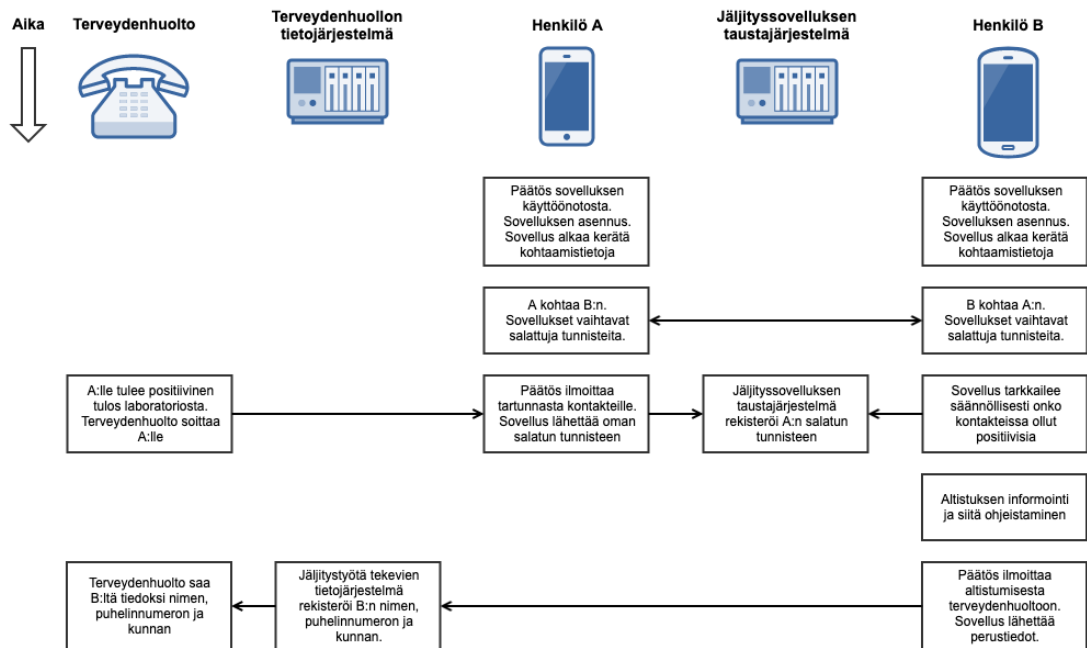 Aika
Terveydenhuolto
Terveydenhuollon
tietojärjestelmä
Henkilö A
Jäljityssovelluksen
taustajärjestelmä
Henkilö B
Päätös sovelluksen
käyttöönotosta.
Sovelluksen asennus.
Sovellus alkaa kerätä
kohtaamistietoja
Päätös sovelluksen
käyttöönotosta.
Sovelluksen asennus.
Sovellus alkaa kerätä
kohtaamistietoja
A kohtaa B:n.
Sovellukset vaihtavat
salattuja tunnisteita.
B kohtaa A:n.
Sovellukset vaihtavat
salattuja tunnisteita.
A:lle tulee positiivinen
tulos laboratoriosta.
Terveydenhuolto soittaa
A:lle
Päätös ilmoittaa
tartunnasta kontakteille.
Sovellus lähettää oman
salatun tunnisteen
Jäljityssovelluksen
taustajärjestelmä
rekisteröi A:n salatun
tunnisteen
Sovellus tarkkailee
säännöllisesti onko
kontakteissa ollut
positiivisia
Altistuksen informointi
ja siitä ohjeistaminen
Terveydenhuolto saa
B:ltä tiedoksi nimen,
puhelinnumeron ja
kunnan
Jäljitystyötä tekevien
tietojärjestelmä
rekisteröi B:n nimen,
puhelinnumeron ja
kunnan.
Päätös ilmoittaa
altistumisesta
terveydenhuoltoon.
Sovellus lähettää
perustiedot.